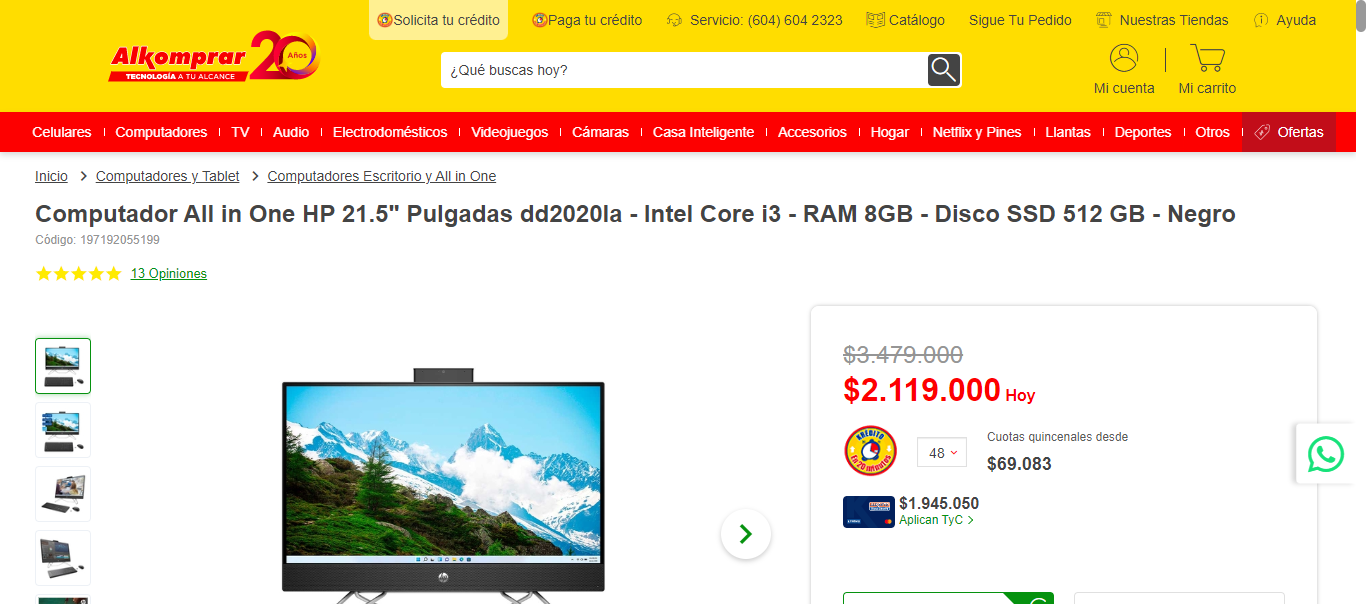 Solicita tu crédito
Paga tu crédito
Servicio: (604) 604 2323
Catálogo
Sigue Tu Pedido
Nuestras Tiendas
Ayuda
Alkomprar 20 Años
TECNOLOGÍA A TU ALCANCE
¿Qué buscas hoy?
Mi cuenta
Mi carrito
Celulares
Computadores
TV
Audio
Electrodomésticos
Videojuegos
Cámaras
Casa Inteligente
Accesorios
Hogar
Netflix y Pines
Llantas
Deportes
Otros
Ofertas
Inicio
Computadores y Tablet
Computadores Escritorio y All in One
Computador All in One HP 21.5" Pulgadas dd2020la - Intel Core i3 - RAM 8GB - Disco SSD 512 GB - Negro
Código: 197192055199
13 Opiniones
hp
$3.479.000
$2.119.000 Hoy
KRÉDITO
En 20 minutos
48
Cuotas quincenales desde
$69.083
$1.945.050
Aplican TyC